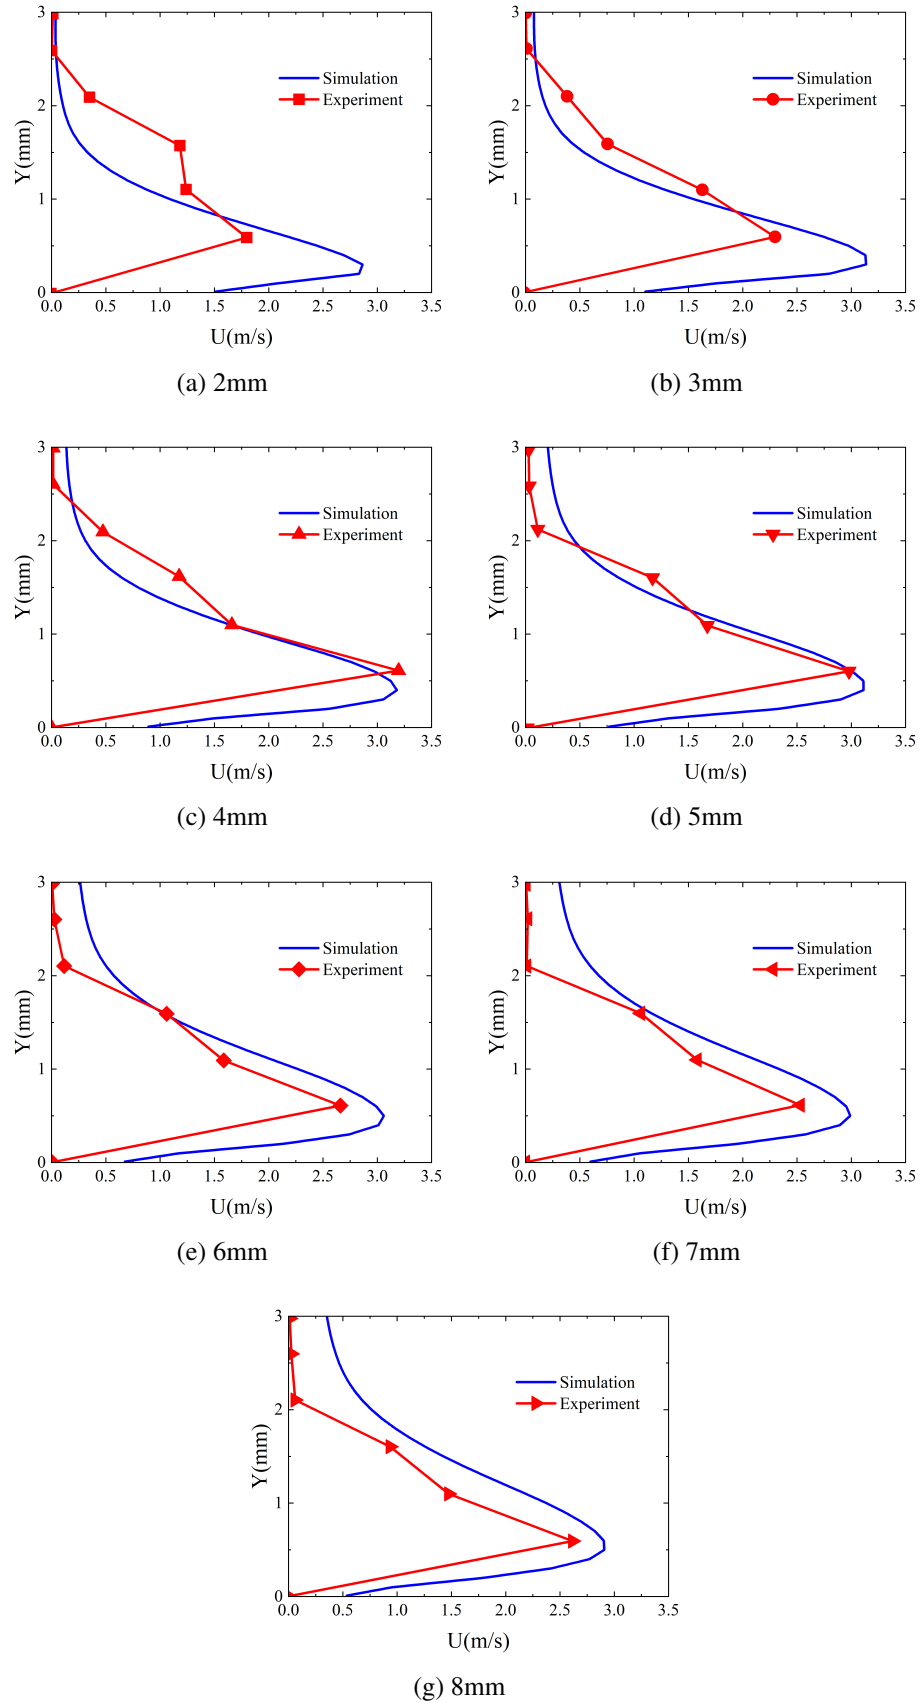 3
2
1
0
Y(mm)
Simulation
Experiment
0.0 0.5 1.0 1.5 2.0 2.5 3.0 3.5
U(m/s)
(a) 2mm
3
2
1
0
Y(mm)
Simulation
Experiment
0.0 0.5 1.0 1.5 2.0 2.5 3.0 3.5
U(m/s)
(b) 3mm
3
2
1
0
Y(mm)
Simulation
Experiment
0.0 0.5 1.0 1.5 2.0 2.5 3.0 3.5
U(m/s)
(c) 4mm
3
2
1
0
Y(mm)
Simulation
Experiment
0.0 0.5 1.0 1.5 2.0 2.5 3.0 3.5
U(m/s)
(d) 5mm
3
2
1
0
Y(mm)
Simulation
Experiment
0.0 0.5 1.0 1.5 2.0 2.5 3.0 3.5
U(m/s)
(e) 6mm
3
2
1
0
Y(mm)
Simulation
Experiment
0.0 0.5 1.0 1.5 2.0 2.5 3.0 3.5
U(m/s)
(f) 7mm
3
2
1
0
Y(mm)
Simulation
Experiment
0.0 0.5 1.0 1.5 2.0 2.5 3.0 3.5
U(m/s)
(g) 8mm